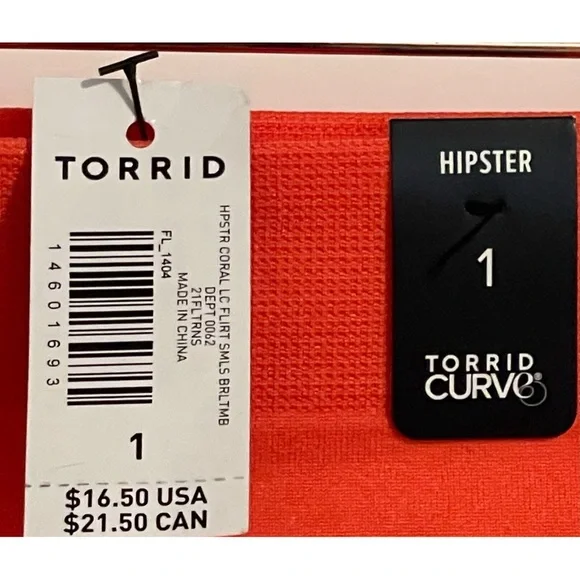 TORRID
HPSTR CORAL LC FLIRT SMLS BRLTMB
DEPT 0062
21FLTRNS
MADE IN CHINA
FL_1404
14601693
1
$16.50 USA
$21.50 CAN
HIPSTER
1
TORRID
CURVE®